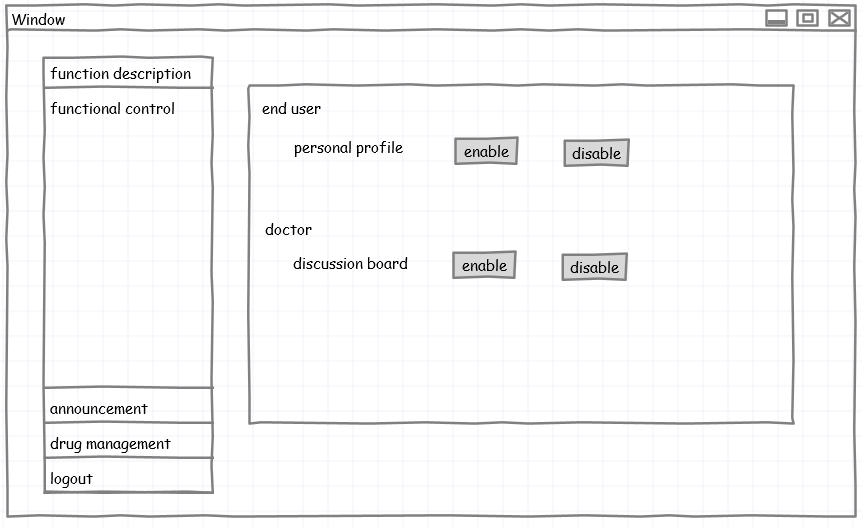 Window
function description
functional control
announcement
drug management
logout
end user
personal profile enable disable
doctor
discussion board enable disable